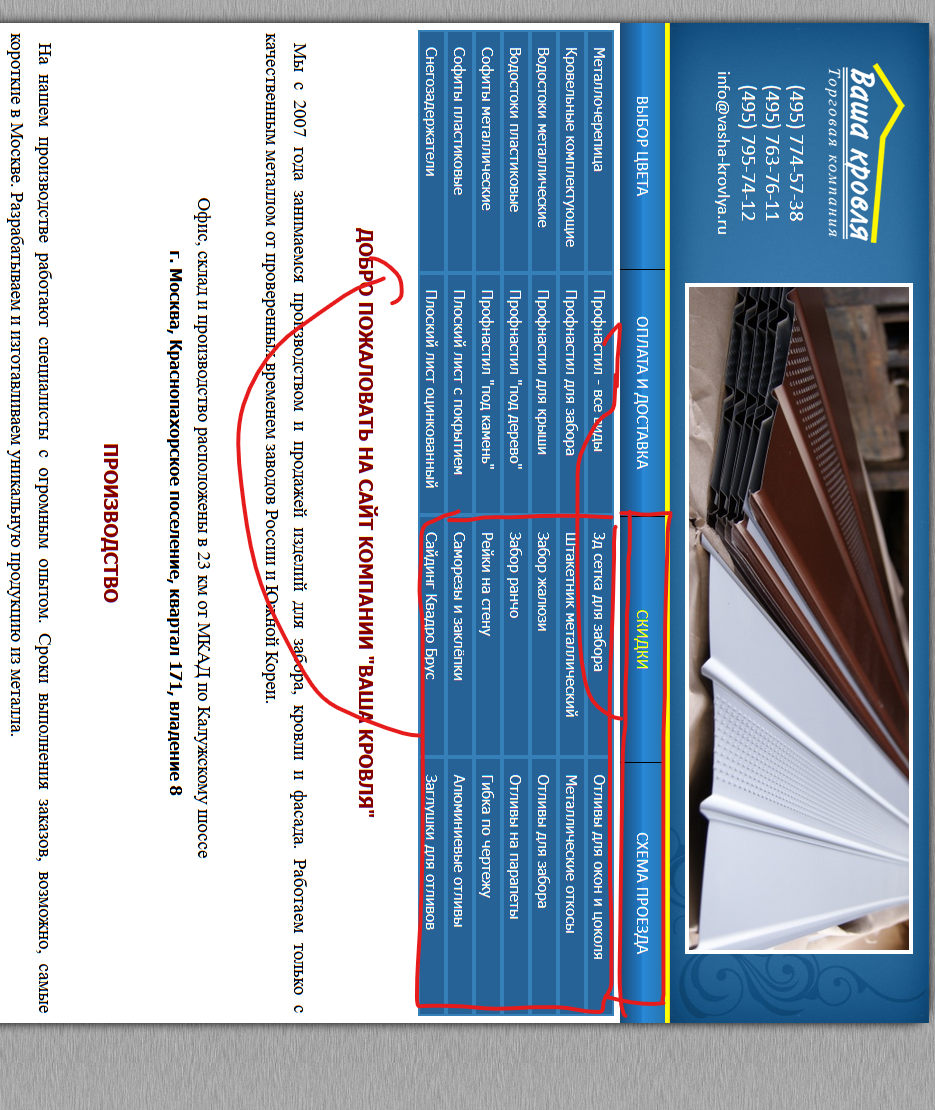 Ваша кровля
Торговая компания
(495) 774-57-38
(495) 763-76-11
(495) 795-74-12
info@vasha-krovlya.ru
ВЫБОР ЦВЕТА
ОПЛАТА И ДОСТАВКА
СКИДКИ
СХЕМА ПРОЕЗДА
Металлочерепица
Профнастил - все виды
3д сетка для забора
Отливы для окон и цоколя
Кровельные комплектующие
Профнастил для забора
Штакетник металлический
Металлические откосы
Водостоки металлические
Профнастил для крыши
Забор жалюзи
Отливы для забора
Водостоки пластиковые
Профнастил "под дерево"
Забор ранчо
Отливы на парапеты
Софиты металлические
Профнастил "под камень"
Рейки на стену
Гибка по чертежу
Софиты пластиковые
Плоский лист с покрытием
Саморезы и заклёпки
Алюминиевые отливы
Снегозадержатели
Плоский лист оцинкованный
Сайдинг Квадро Брус
Заглушки для отливов
ДОБРО ПОЖАЛОВАТЬ НА САЙТ КОМПАНИИ "ВАША КРОВЛЯ"
Мы с 2007 года занимаемся производством и продажей изделий для забора, кровли и фасада. Работаем только с
качественным металлом от проверенных временем заводов России и Южной Кореи.
Офис, склад и производство расположены в 23 км от МКАД по Калужскому шоссе
г. Москва, Краснопахорское поселение, квартал 171, владение 8
ПРОИЗВОДСТВО
На нашем производстве работают специалисты с огромным опытом. Сроки выполнения заказов, возможно, самые
короткие в Москве. Разрабатываем и изготавливаем уникальную продукцию из металла.